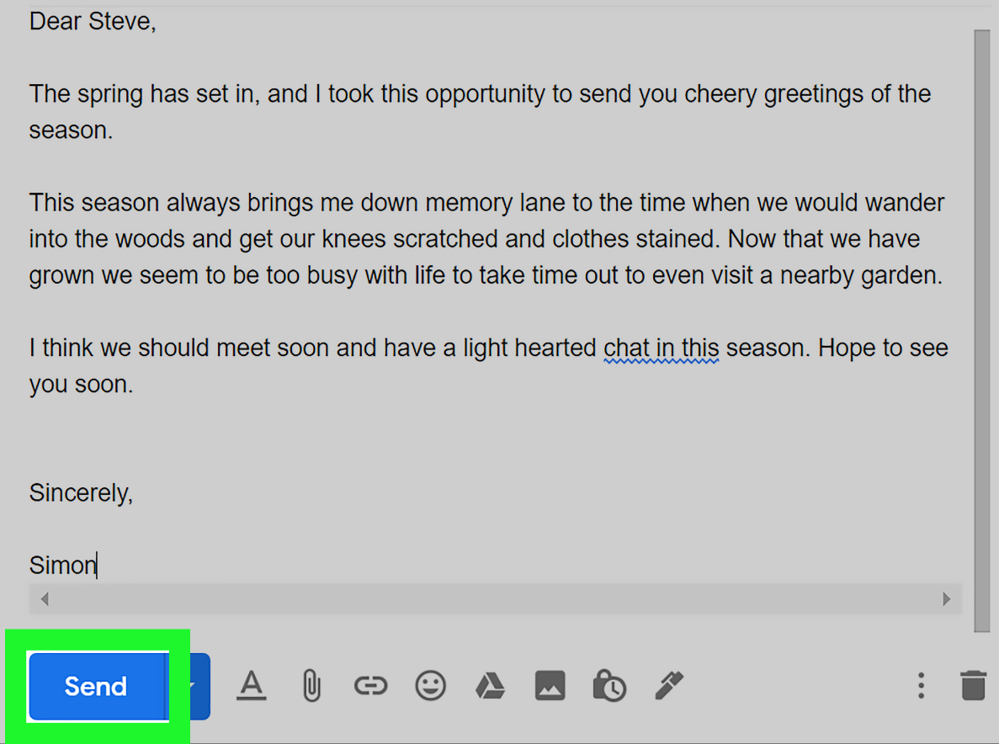 Dear Steve,
The spring has set in, and I took this opportunity to send you cheery greetings of the
season.
This season always brings me down memory lane to the time when we would wander
into the woods and get our knees scratched and clothes stained. Now that we have
grown we seem to be too busy with life to take time out to even visit a nearby garden.
I think we should meet soon and have a light hearted chat in this season. Hope to see
you soon.
Sincerely,
Simon
Send